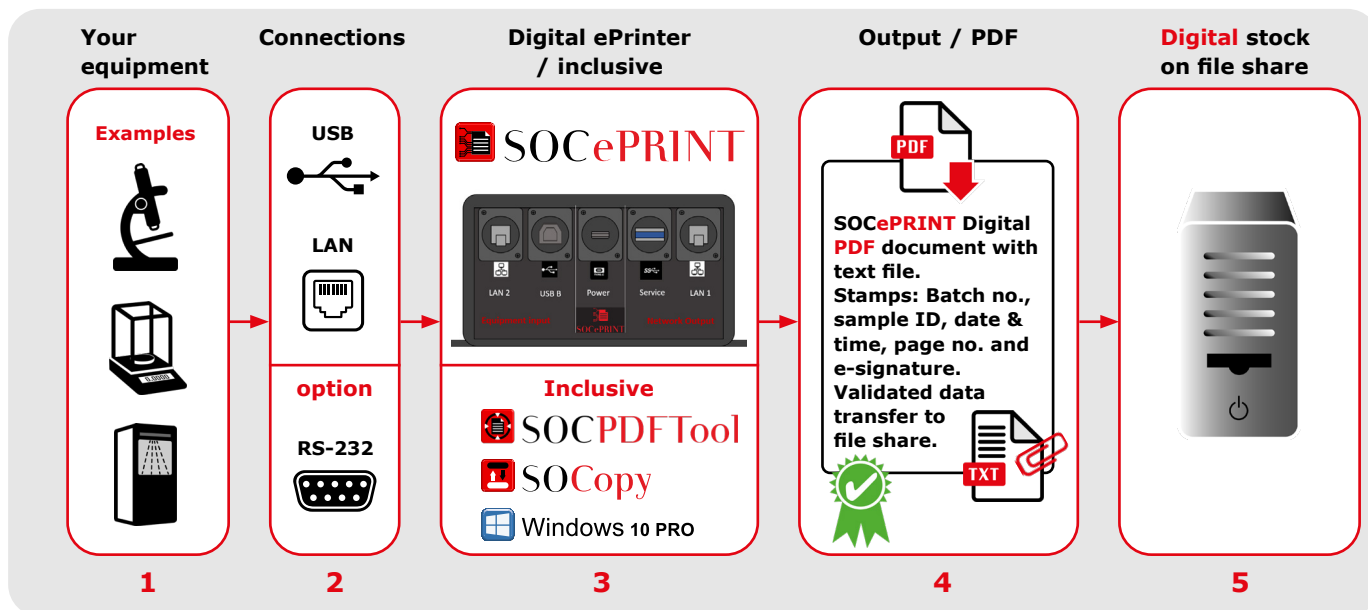 Your
equipment
Connections
Digital ePrinter
/ inclusive
Output / PDF
Digital stock
on file share
Examples
0.0000
USB
LAN
option
RS-232
SOCePRINT
LAN 2
USB B
Power
Service
LAN 1
SOCePRINT
Inclusive
SOCPDFTool
SOCopy
Windows 10 PRO
PDF
SOCePRINT Digital
PDF document with
text file.
Stamps: Batch no.,
sample ID, date &
time, page no. and
e-signature.
Validated data
transfer to
file share.
TXT
1
2
3
4
5